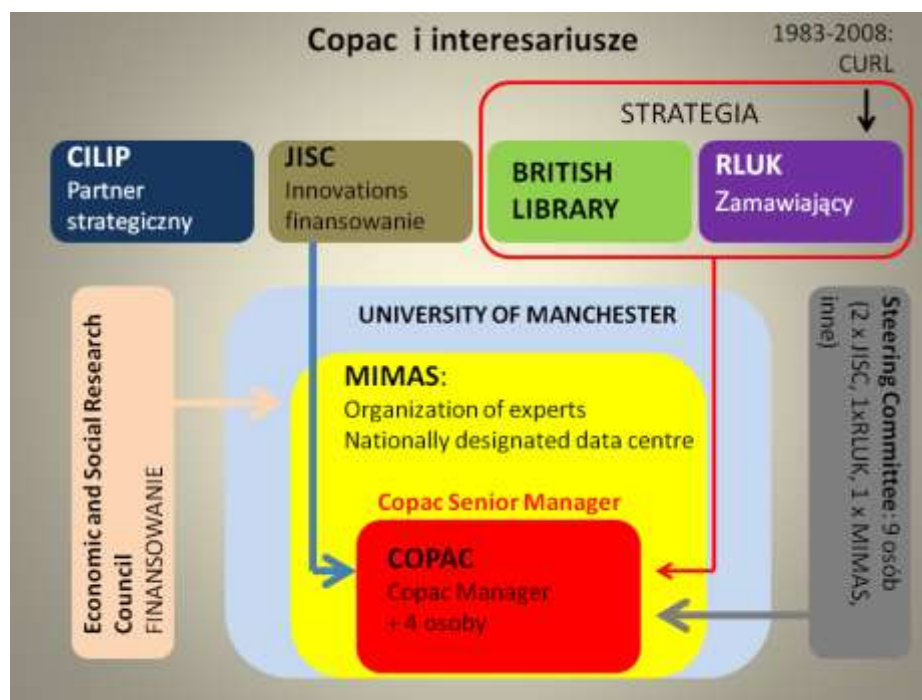 Copac i interesariusze
1983-2008:
CURL
STRATEGIA
CILIP
Partner
strategiczny
JISC
Innovations
finansowanie
BRITISH
LIBRARY
RLUK
Zamawiający
Economic and Social Research
Council
FINANSOWANIE
UNIVERSITY OF MANCHESTER
MIMAS:
Organization of experts
Nationally designated data centre
Copac Senior Manager
COPAC
Copac Manager
+ 4 osoby
Steering Committee: 9 osób
(2 x JISC, 1xRLUK, 1 x MIMAS,
inne)